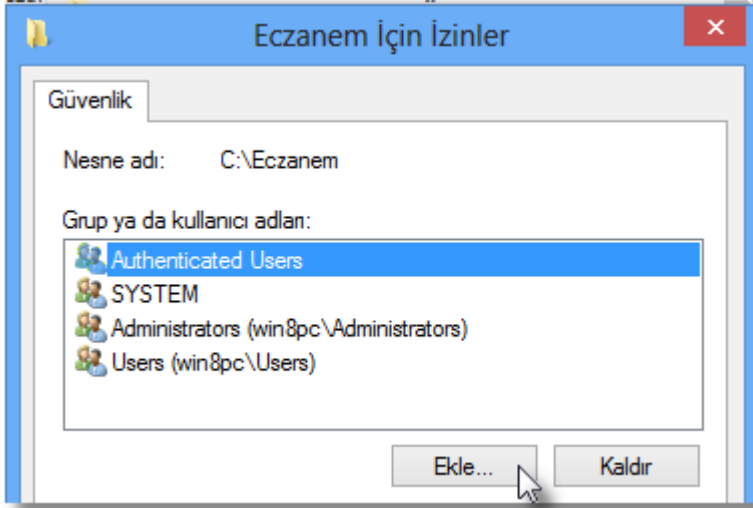 Eczanem İçin İzinler
Güvenlik
Nesne adı: C:\Eczanem
Grup ya da kullanıcı adları:
Authenticated Users
SYSTEM
Administrators (win8pc\Administrators)
Users (win8pc\Users)
Ekle... Kaldır